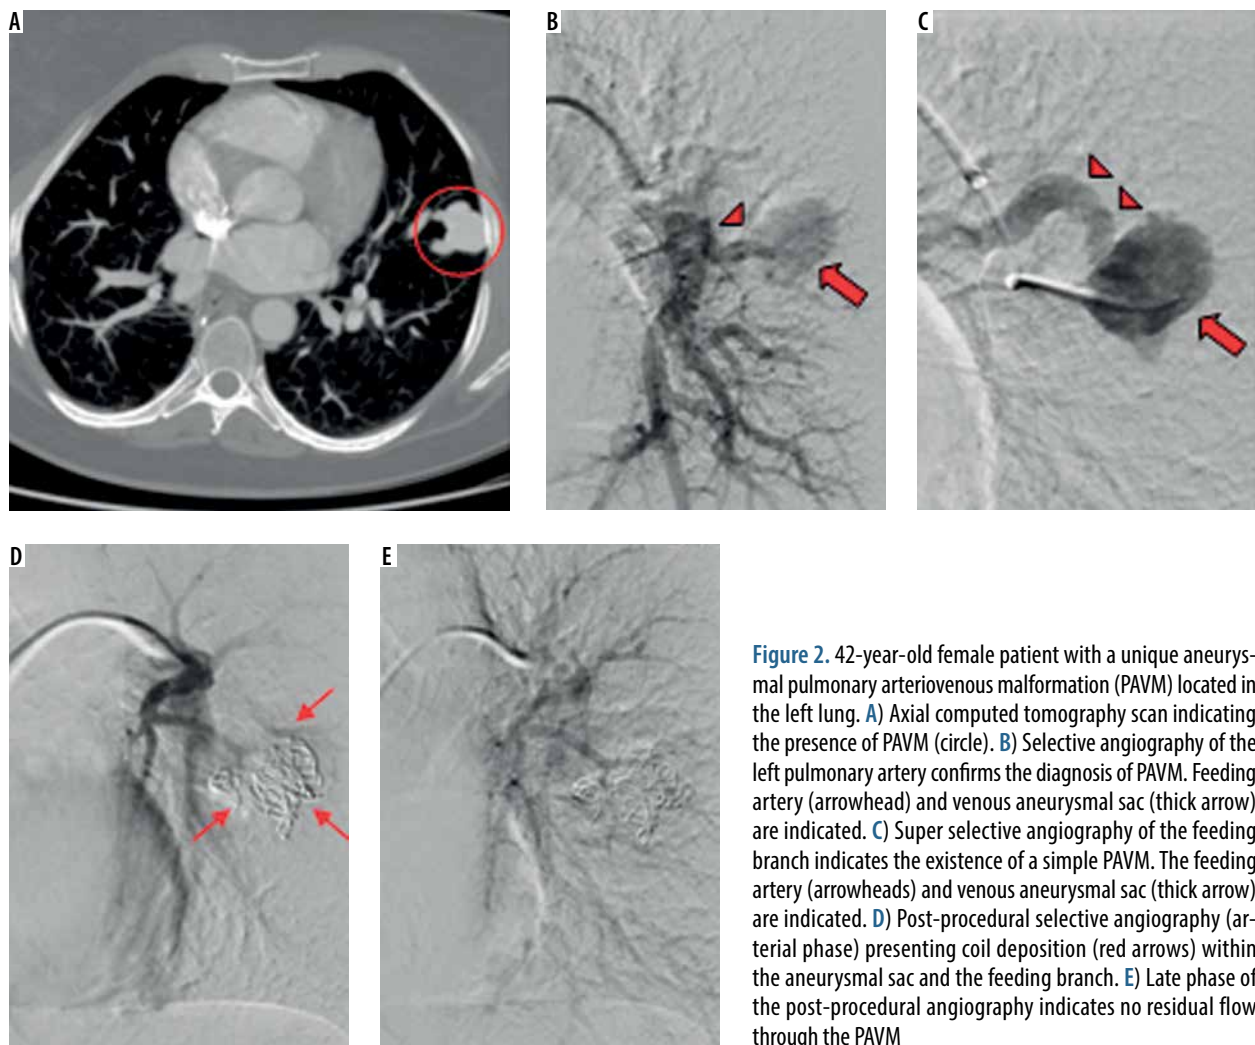 A
B
C
D
E
Figure 2. 42-year-old female patient with a unique aneurys-
mal pulmonary arteriovenous malformation (PAVM) located in
the left lung. A) Axial computed tomography scan indicating
the presence of PAVM (circle). B) Selective angiography of the
left pulmonary artery confirms the diagnosis of PAVM. Feeding
artery (arrowhead) and venous aneurysmal sac (thick arrow)
are indicated. C) Super selective angiography of the feeding
branch indicates the existence of a simple PAVM. The feeding
artery (arrowheads) and venous aneurysmal sac (thick arrow)
are indicated. D) Post-procedural selective angiography (ar-
terial phase) presenting coil deposition (red arrows) within
the aneurysmal sac and the feeding branch. E) Late phase of
the post-procedural angiography indicates no residual flow
through the PAVM